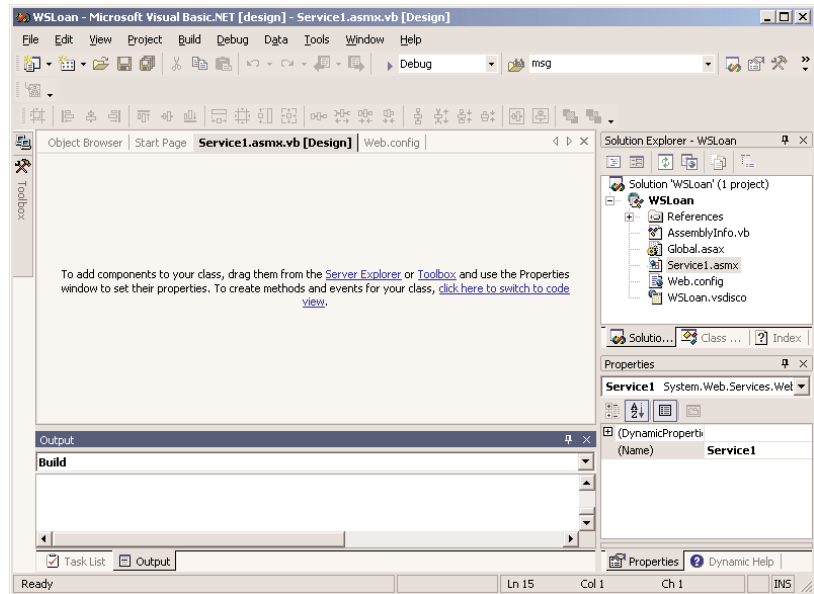 WSLoan - Microsoft Visual Basic.NET [design] - Service1.asmx.vb [Design]
File Edit View Project Build Debug Data Tools Window Help
Debug msg
Object Browser Start Page Service1.asmx.vb [Design] Web.config
Toolbox
To add components to your class, drag them from the Server Explorer or Toolbox and use the Properties
window to set their properties. To create methods and events for your class, click here to switch to code
view.
Solution Explorer - WSLoan
Solution 'WSLoan' (1 project)
WSLoan
References
AssemblyInfo.vb
Global.asax
Service1.asmx
Web.config
WSLoan.vsdisco
Solutio... Class ... Index
Properties
Service1 System.Web.Services.Wel
(DynamicPropertie
(Name) Service1
Properties Dynamic Help
Output
Build
Task List Output
Ready Ln 15 Col 1 Ch 1 INS